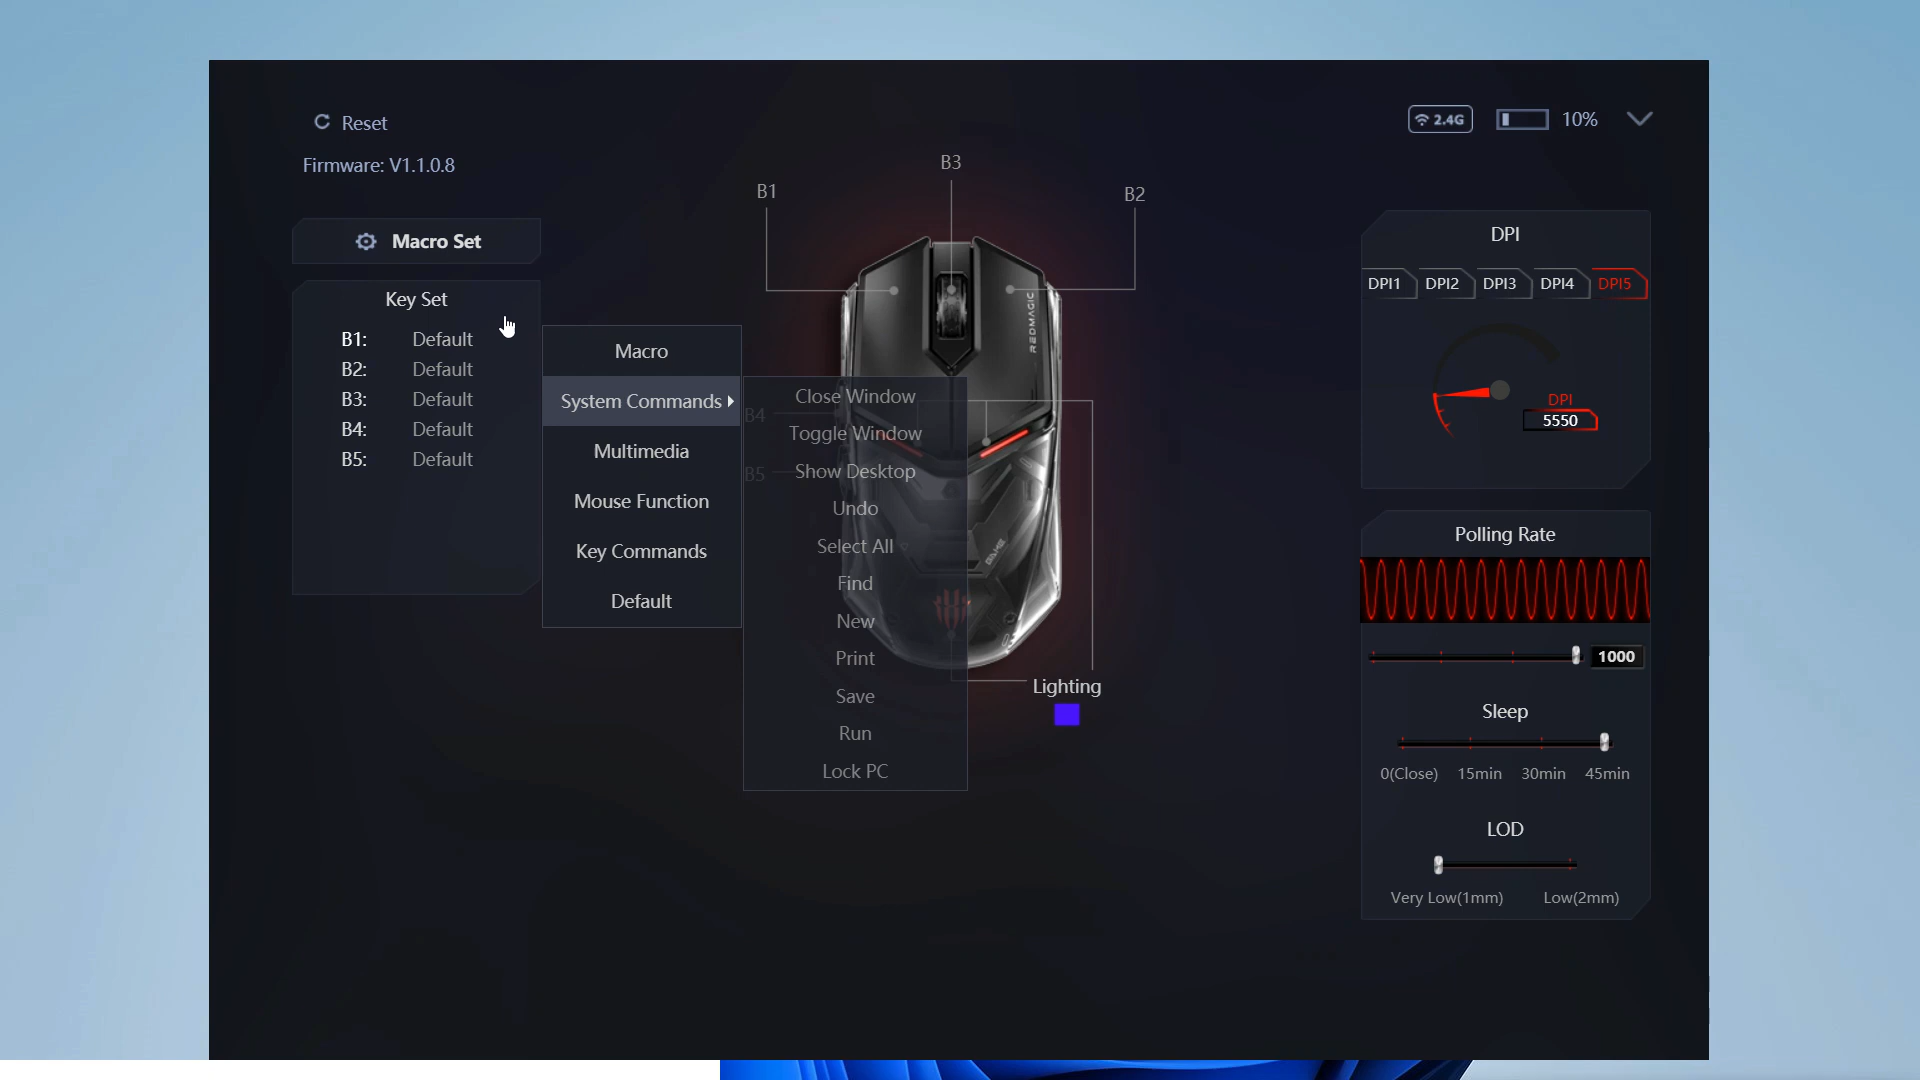 Reset
Firmware: V1.1.0.8
2.4G
10%
Macro Set
Key Set
B1: Default
B2: Default
B3: Default
B4: Default
B5: Default
Macro
System Commands
Multimedia
Mouse Function
Key Commands
Default
Close Window
Toggle Window
Show Desktop
Undo
Select All
Find
New
Print
Save
Run
Lock PC
B1
B3
B2
B4
B5
REDMAGIC
GAME
Lighting
DPI
DPI1 DPI2 DPI3 DPI4 DPI5
DPI
5550
Polling Rate
1000
Sleep
0(Close) 15min 30min 45min
LOD
Very Low(1mm) Low(2mm)